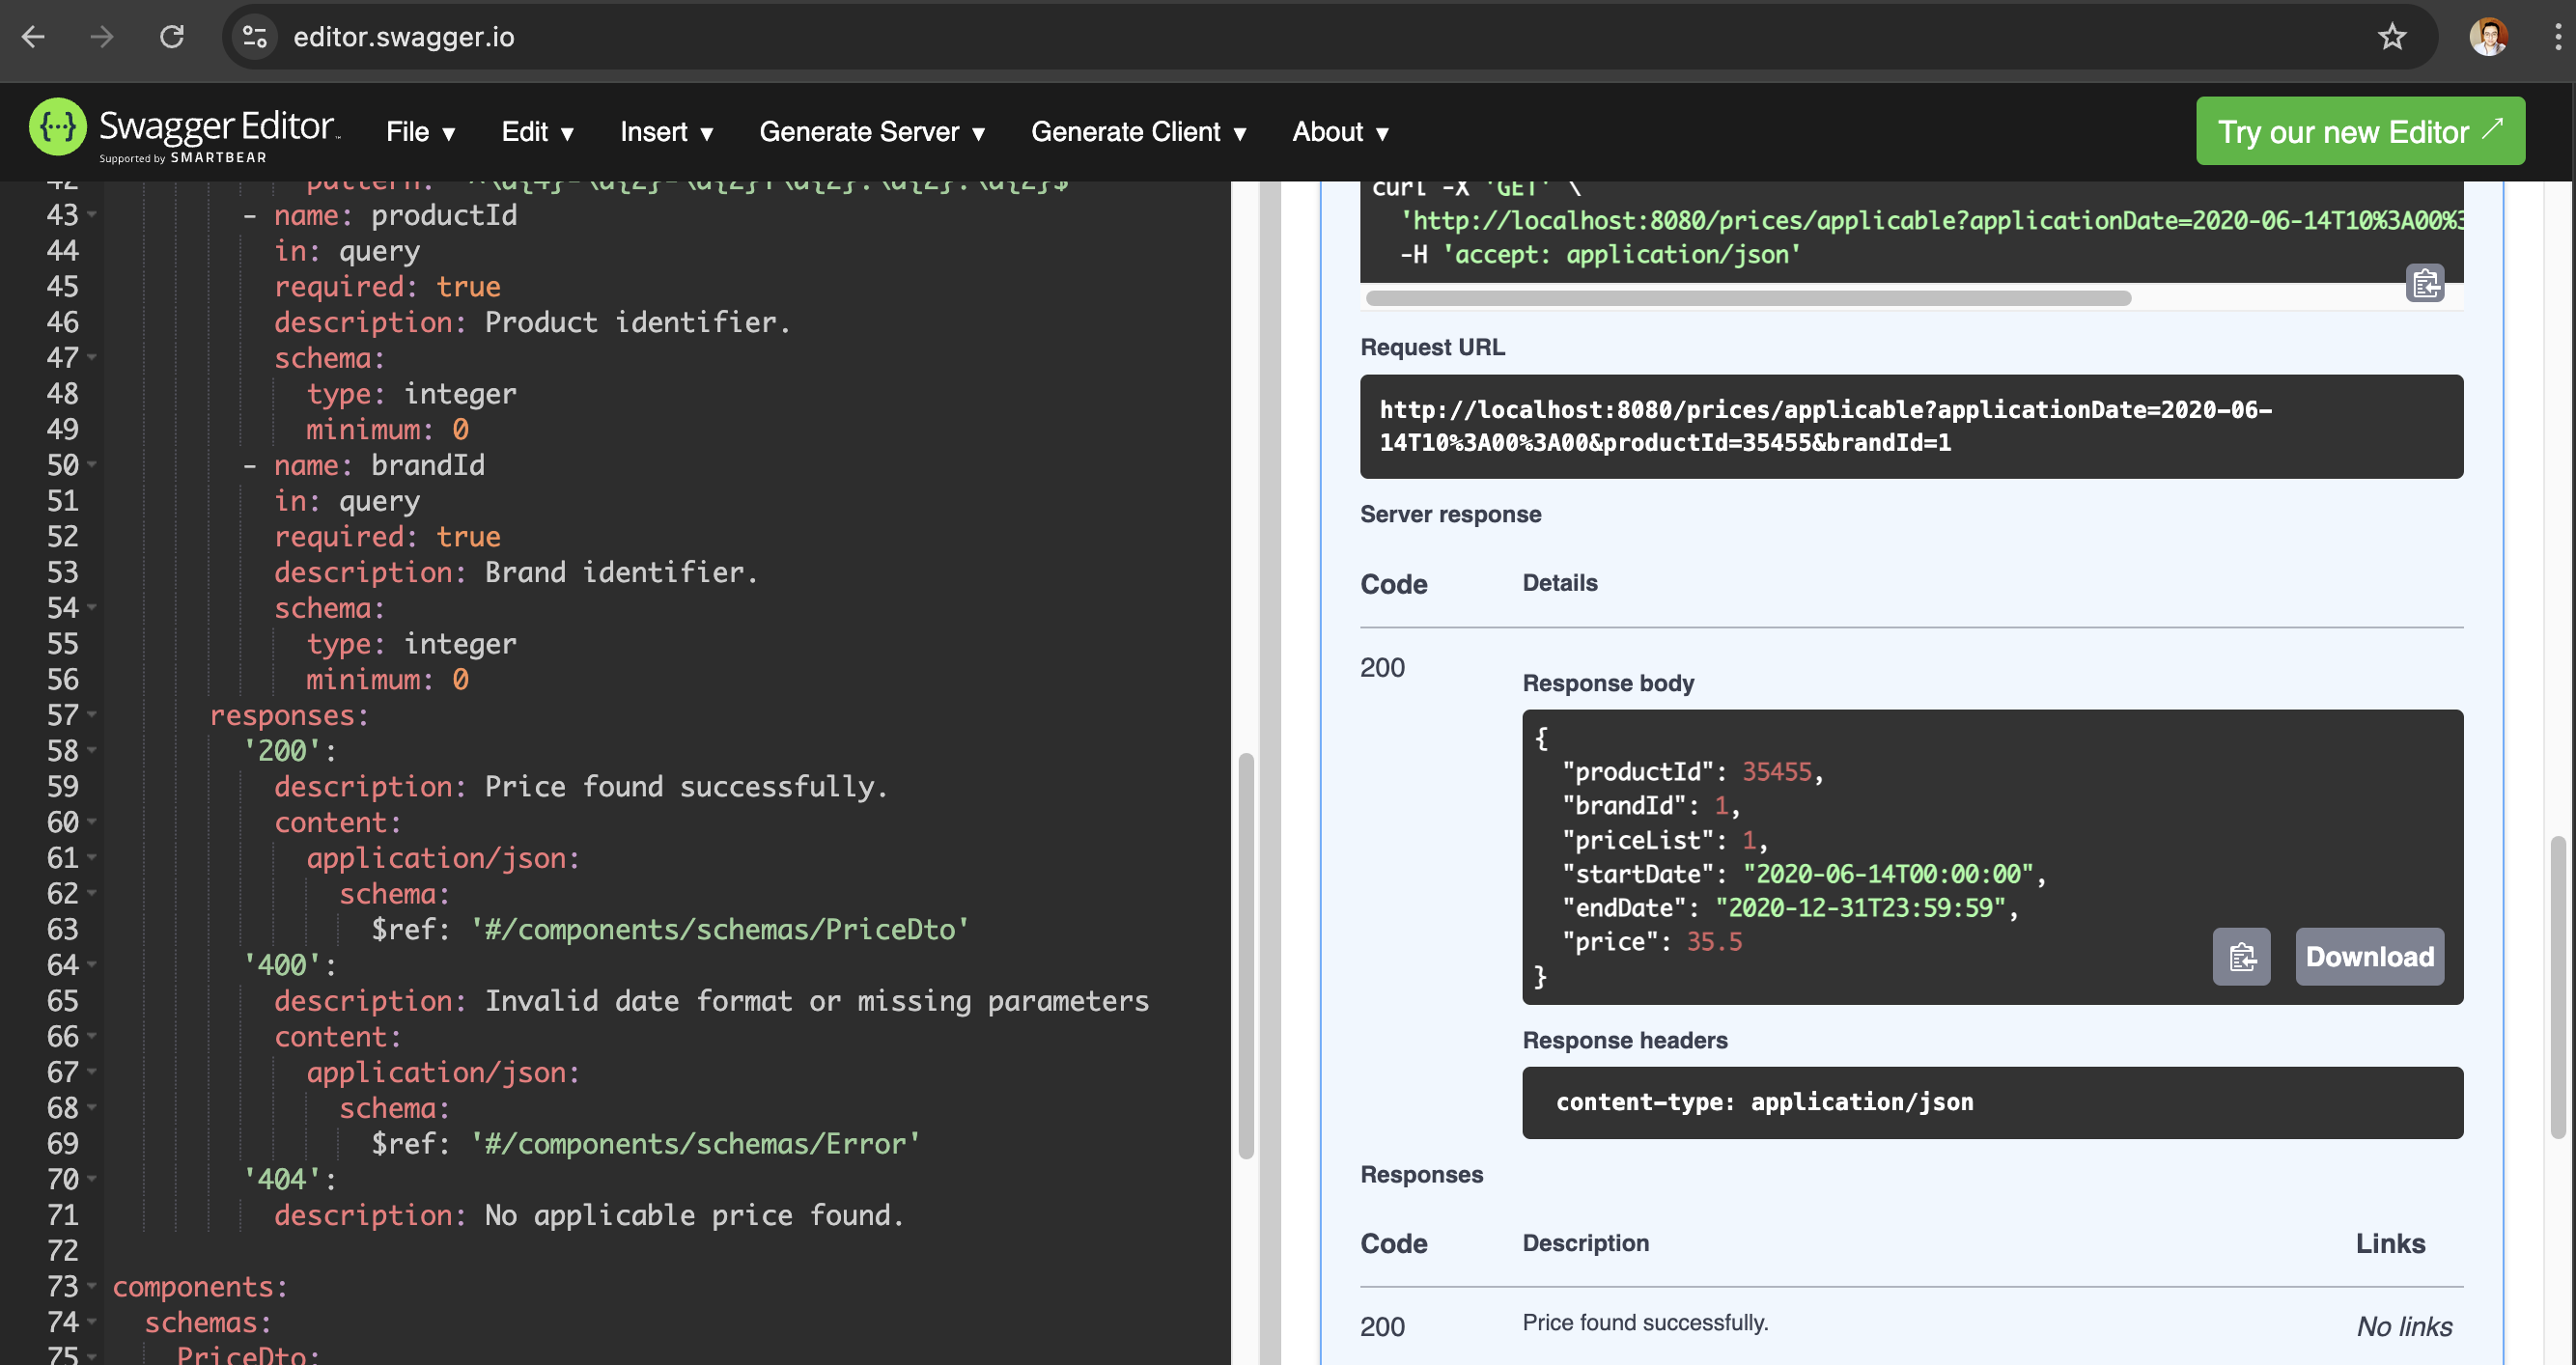 editor.swagger.io
Swagger Editor
Supported by SMARTBEAR
File ▼
Edit ▼
Insert ▼
Generate Server ▼
Generate Client ▼
About ▼
Try our new Editor
42 pattern:
43 - name: productId
44 in: query
45 required: true
46 description: Product identifier.
47 schema:
48 type: integer
49 minimum: 0
50 - name: brandId
51 in: query
52 required: true
53 description: Brand identifier.
54 schema:
55 type: integer
56 minimum: 0
57 responses:
58 '200':
59 description: Price found successfully.
60 content:
61 application/json:
62 schema:
63 $ref: '#/components/schemas/PriceDto'
64 '400':
65 description: Invalid date format or missing parameters
66 content:
67 application/json:
68 schema:
69 $ref: '#/components/schemas/Error'
70 '404':
71 description: No applicable price found.
72
73 components:
74 schemas:
75 PriceDto:
curl -X 'GET' \
'http://localhost:8080/prices/applicable?applicationDate=2020-06-14T10%3A00%3
-H 'accept: application/json'
Request URL
http://localhost:8080/prices/applicable?applicationDate=2020-06-
14T10%3A00%3A00&productId=35455&brandId=1
Server response
Code Details
200
Response body
{
"productId": 35455,
"brandId": 1,
"priceList": 1,
"startDate": "2020-06-14T00:00:00",
"endDate": "2020-12-31T23:59:59",
"price": 35.5
}
Download
Response headers
content-type: application/json
Responses
Code Description Links
200 Price found successfully. No links